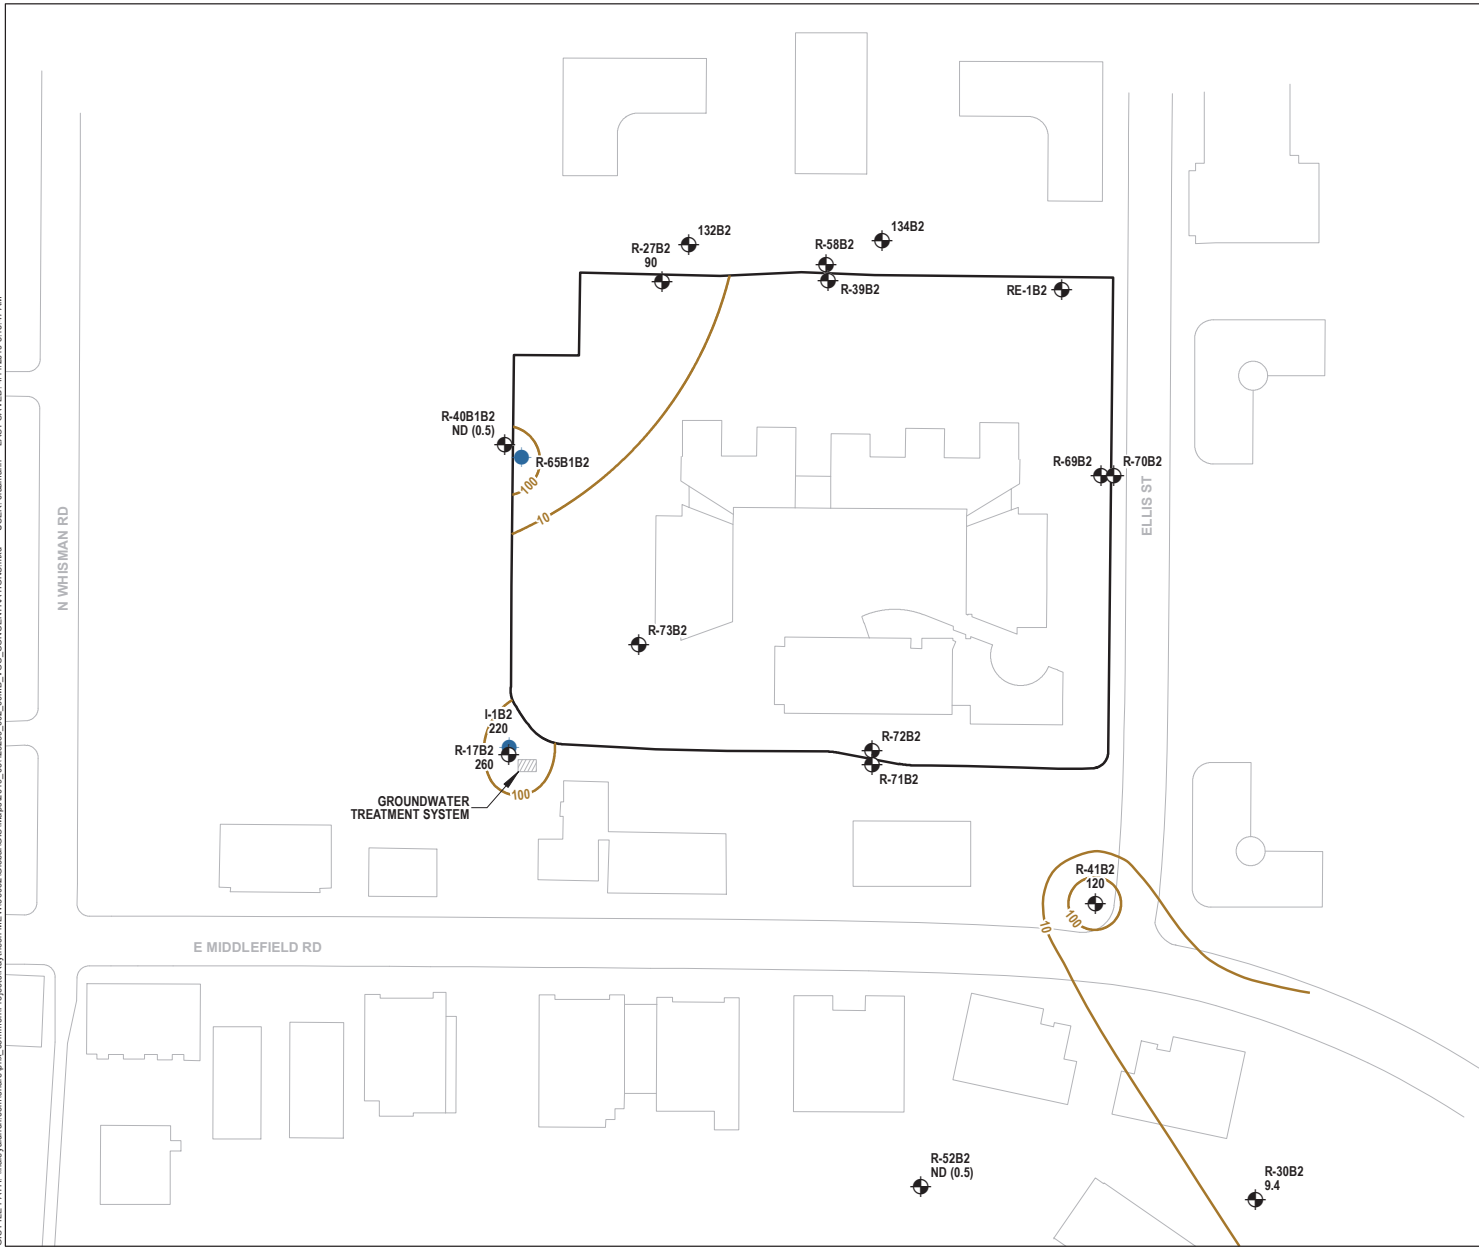 132B2
134B2
R-27B2
90
R-58B2
R-39B2
RE-1B2
R-40B1B2
ND (0.5)
R-65B1B2
100
10
R-69B2
R-70B2
N WHISMAN RD
ELLIS ST
R-73B2
I-1B2
220
R-17B2
260
100
GROUNDWATER
TREATMENT SYSTEM
R-72B2
R-71B2
R-41B2
120
100
10
E MIDDLEFIELD RD
R-52B2
ND (0.5)
R-30B2
9.4